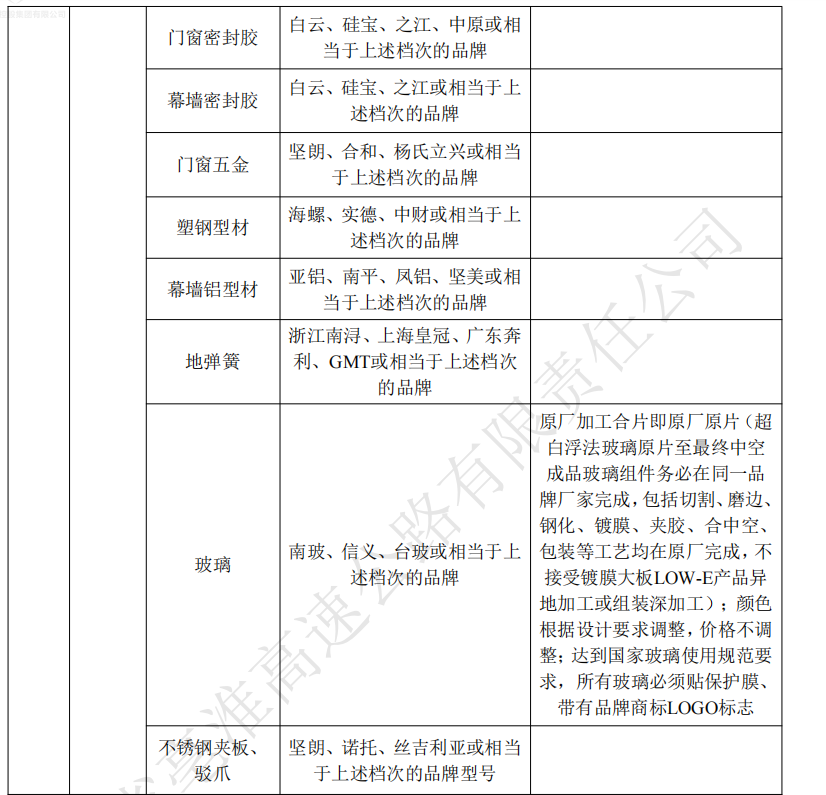 门窗密封胶
白云、硅宝、之江、中原或相
当于上述档次的品牌
幕墙密封胶
白云、硅宝、之江或相当于上
述档次的品牌
门窗五金
坚朗、合和、杨氏立兴或相当
于上述档次的品牌
塑钢型材
海螺、实德、中财或相当于上
述档次的品牌
幕墙铝型材
亚铝、南平、凤铝、坚美或相
当于上述档次的品牌
地弹簧
浙江南浔、上海皇冠、广东奔
利、GMT或相当于上述档次
的品牌
玻璃
南玻、信义、台玻或相当于上
述档次的品牌
原厂加工合片即原厂原片（超
白浮法玻璃原片至最终中空
成品玻璃组件务必在同一品
牌厂家完成，包括切割、磨边、
钢化、镀膜、夹胶、合中空、
包装等工艺均在原厂完成，不
接受镀膜大板LOW-E产品异
地加工或组装深加工）；颜色
根据设计要求调整，价格不调
整；达到国家玻璃使用规范要
求，所有玻璃必须贴保护膜、
带有品牌商标LOGO标志
不锈钢夹板、
驳爪
坚朗、诺托、丝吉利亚或相当
于上述档次的品牌型号
亳淮高速公路有限责任公司